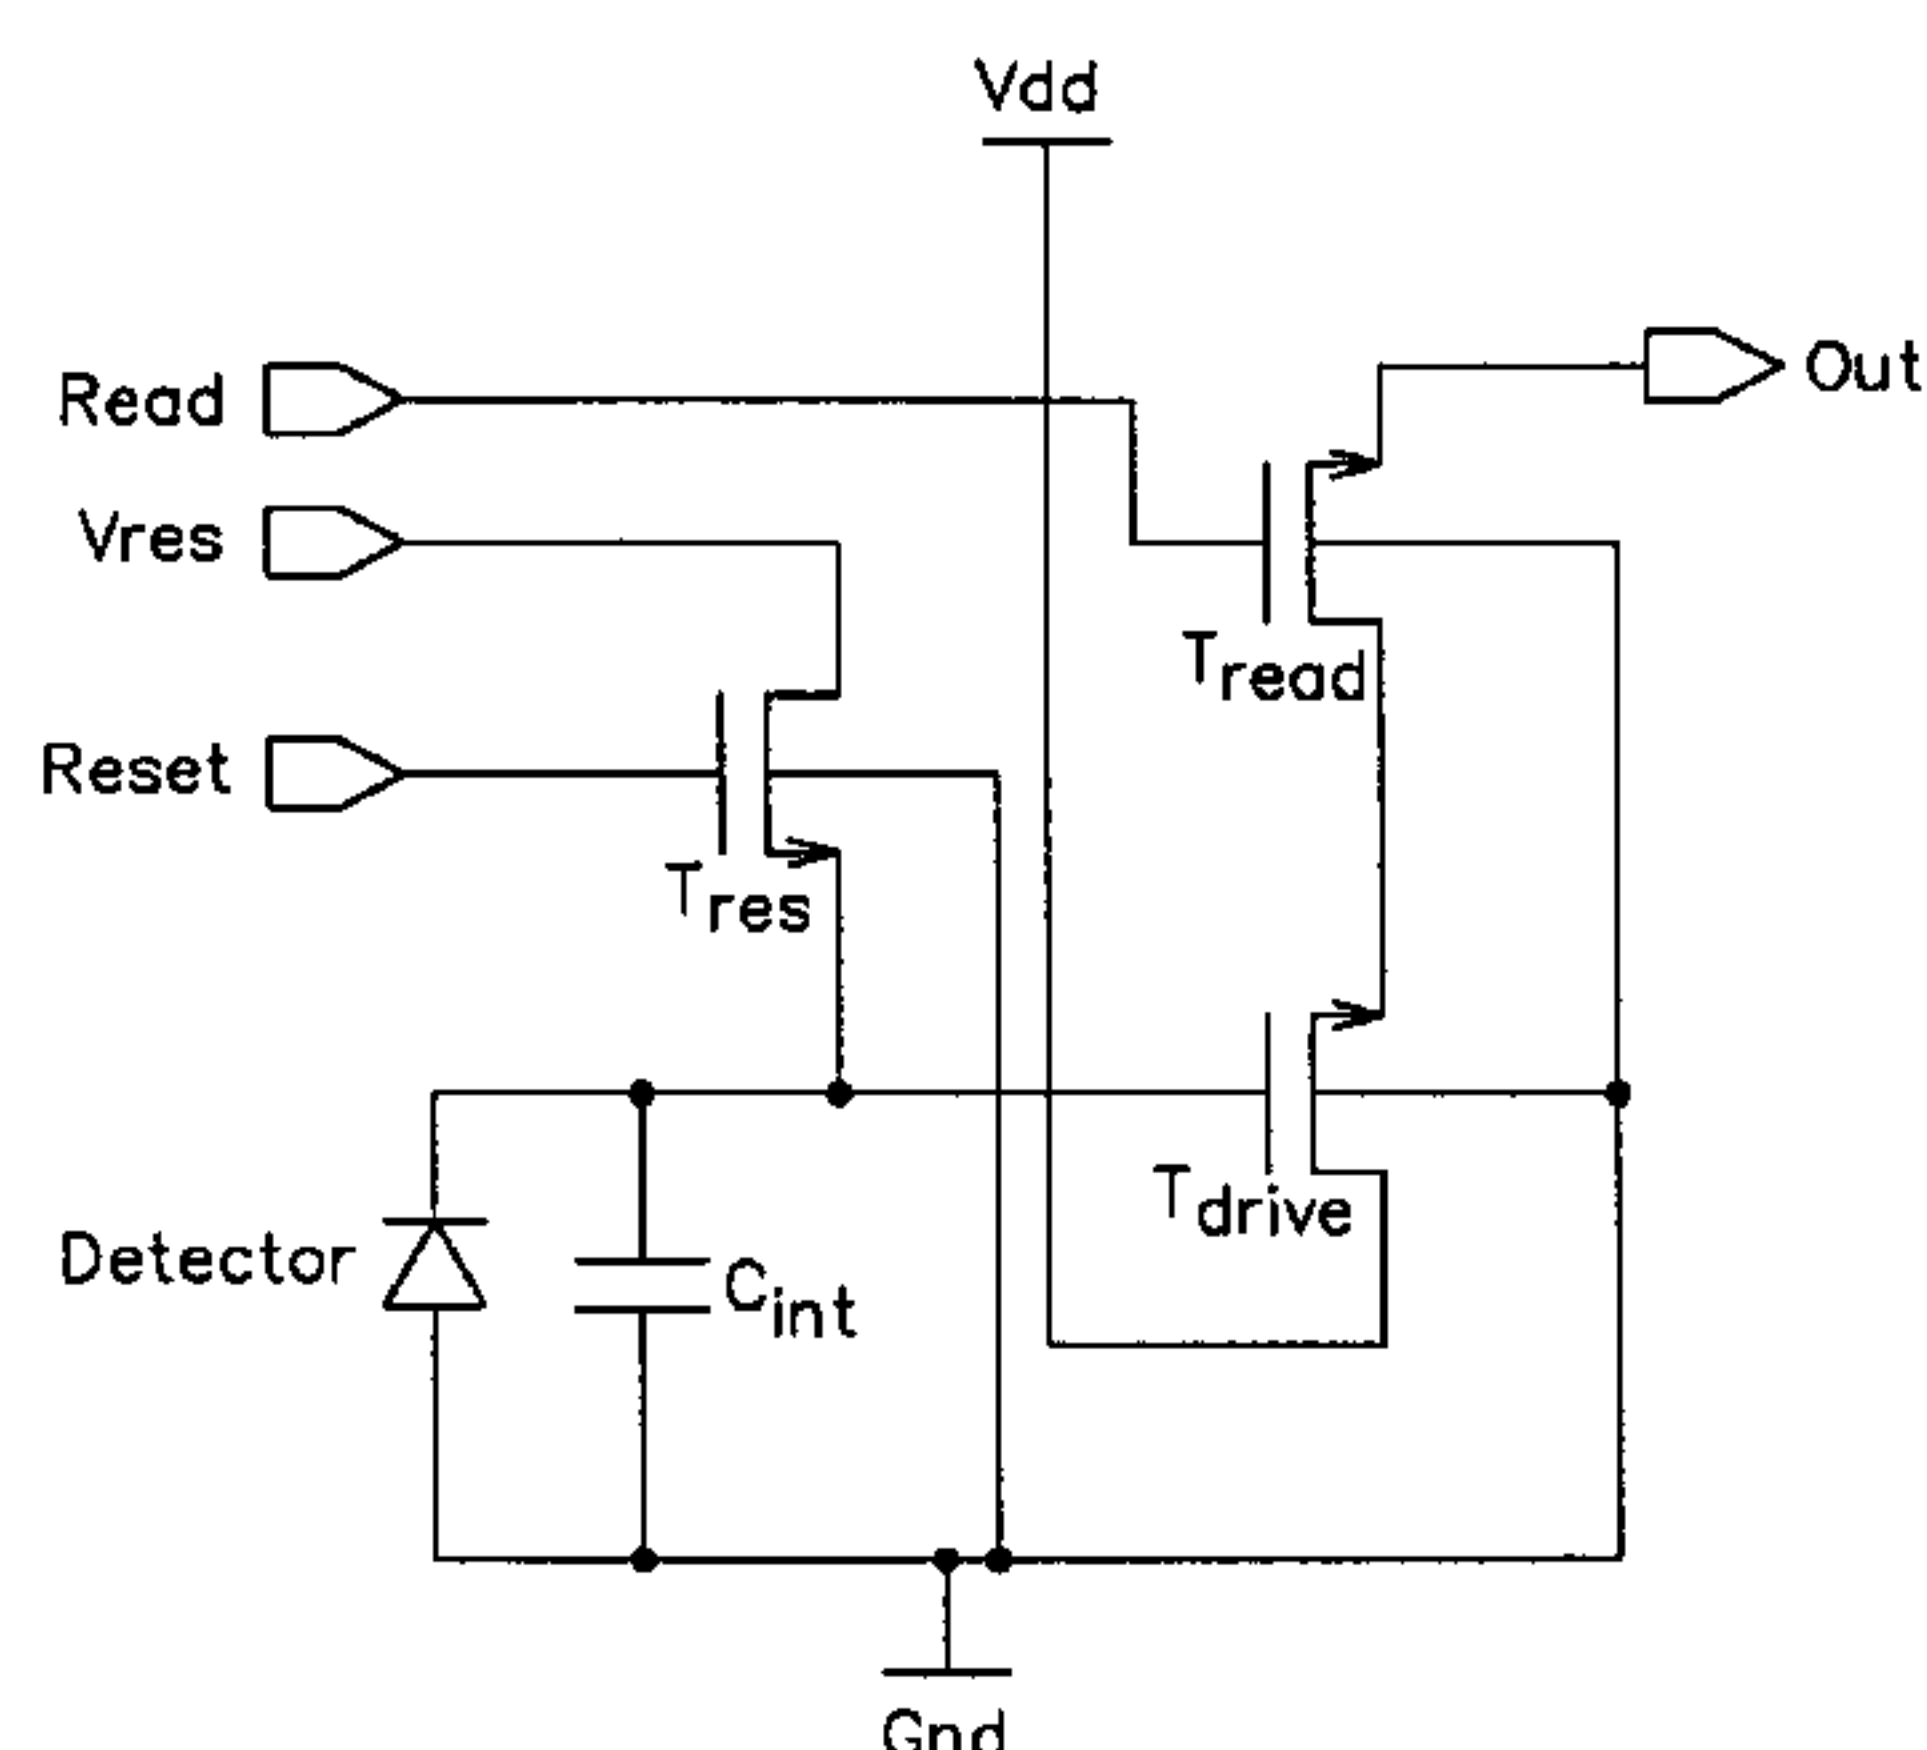 Vdd
Read
Out
Vres
Tread
Reset
Tres
Tdrive
Detector
Cint
Gnd